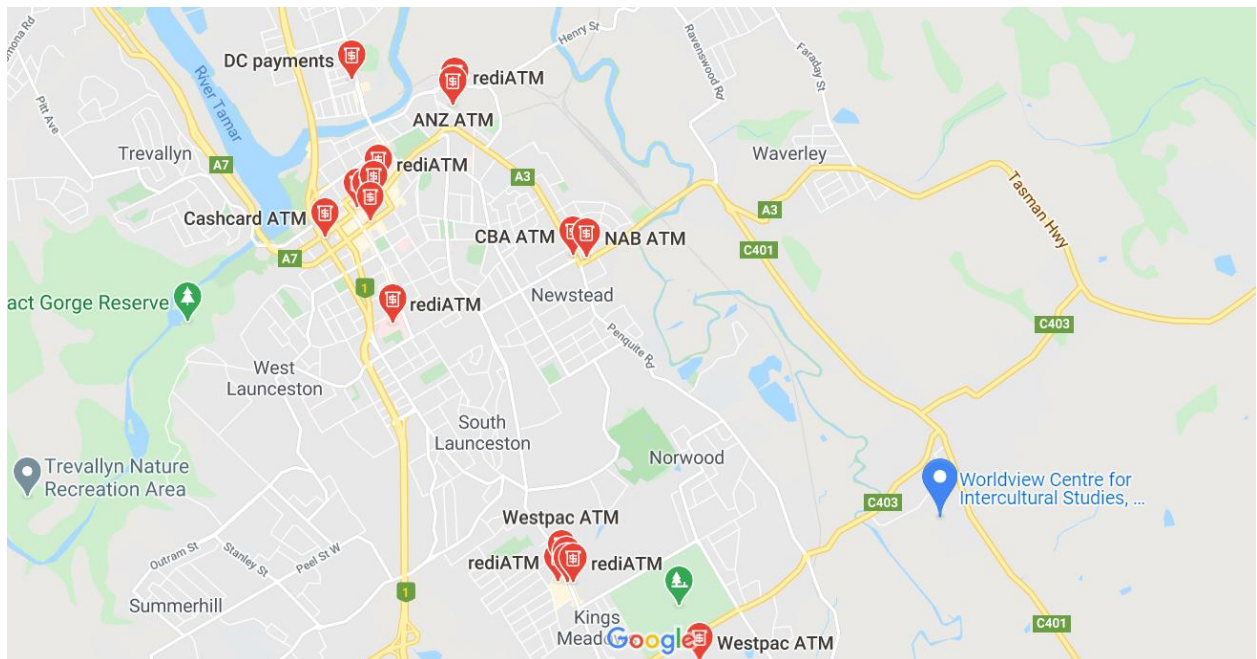 mona Rd
Pitt Ave
River Tamar
DC payments
Henry St
rediATM
ANZ ATM
Ravenswood Rd
Faraday St
Trevallyn
A7
rediATM
A3
Waverley
Tasman Hwy
Cashcard ATM
CBA ATM
NAB ATM
A3
C401
A7
1
act Gorge Reserve
rediATM
Newstead
C403
Penquite Rd
West
Launceston
South
Launceston
Norwood
Trevallyn Nature
Recreation Area
Worldview Centre for
Intercultural Studies, ...
C403
Westpac ATM
rediATM
rediATM
Outram St
Stanley St
Peel St W
1
Summerhill
Kings
Meadow
Google
Westpac ATM
C401